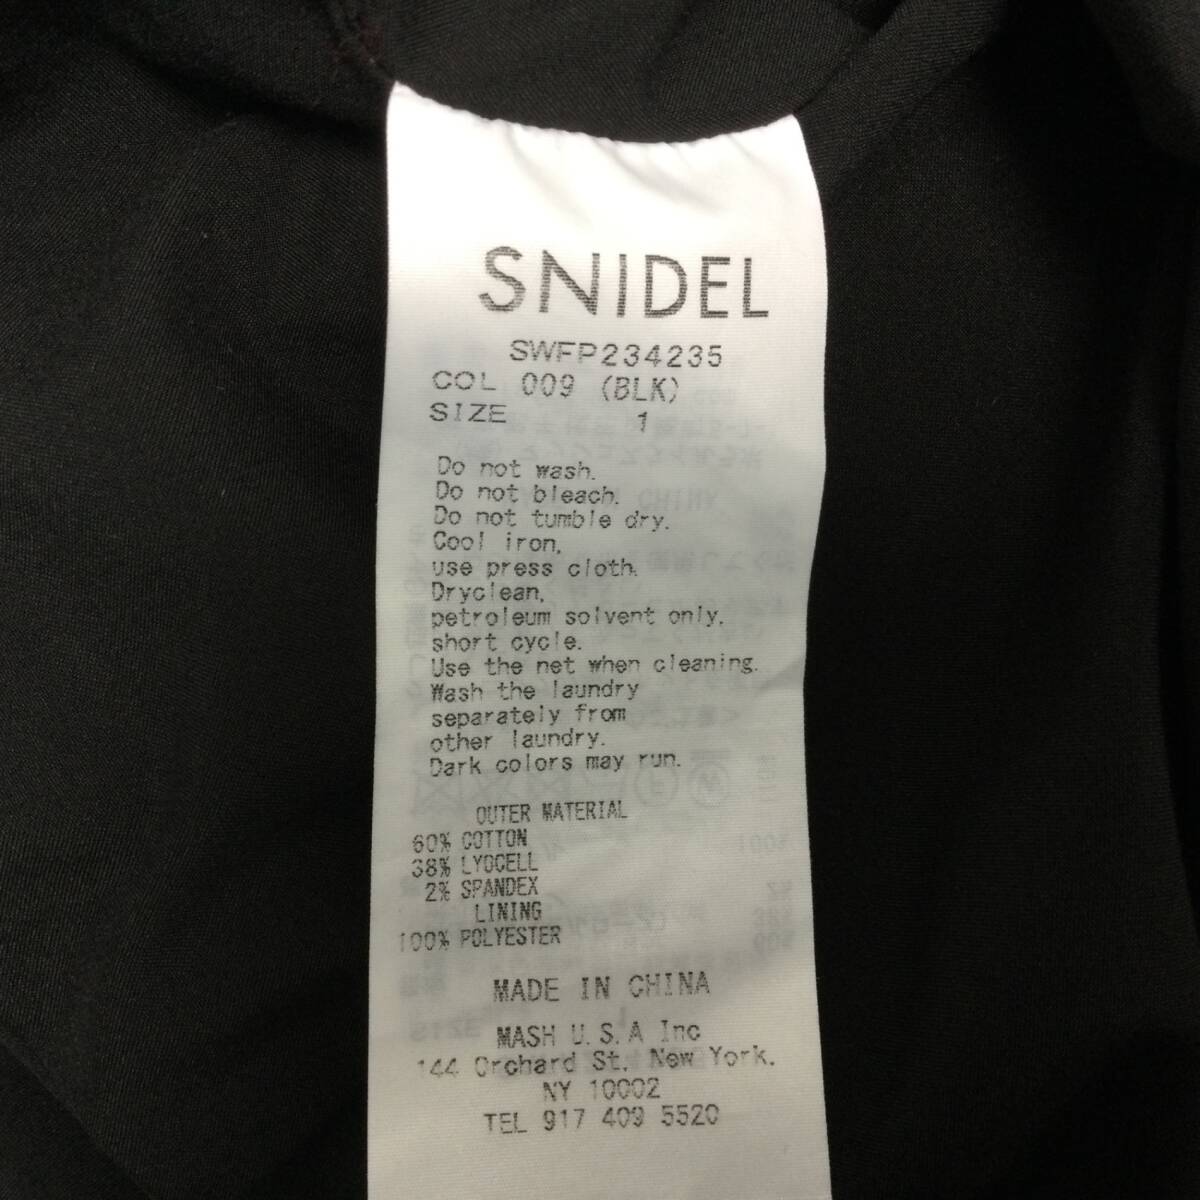 SNIDEL
SWFP234235
COL 009 (BLK)
SIZE 1
Do not wash.
Do not bleach.
Do not tumble dry.
Cool iron,
use press cloth.
Dryclean,
petroleum solvent only.
short cycle.
Use the net when cleaning.
Wash the laundry
separately from
other laundry.
Dark colors may run.
OUTER MATERIAL
60% COTTON
38% LYOCELL
2% SPANDEX
LINING
100% POLYESTER
MADE IN CHINA
MASH U.S.A Inc
144 Orchard St. New York.
NY 10002
TEL 917 409 5520